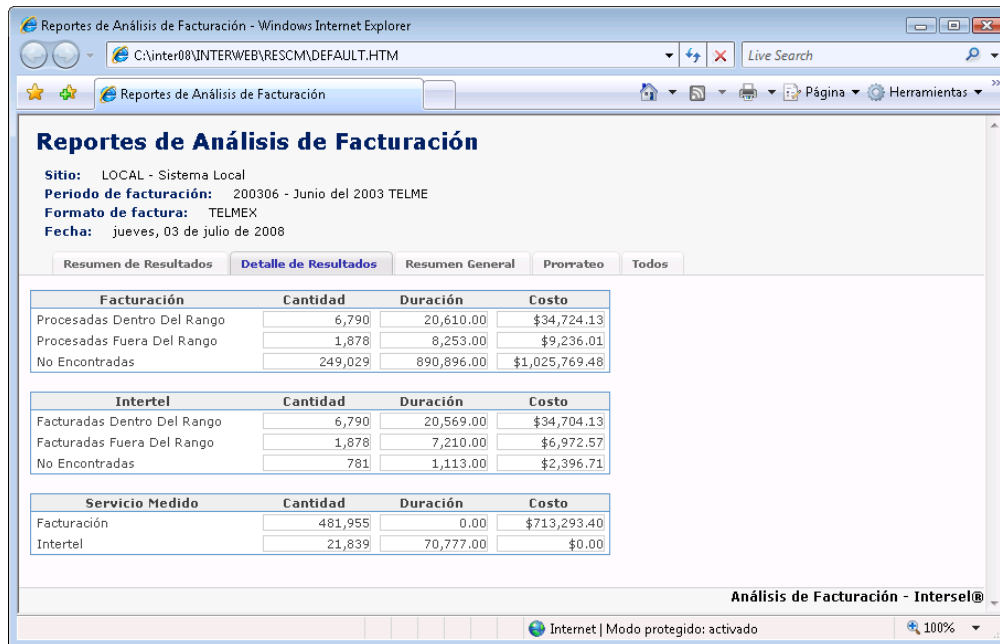 Reportes de Análisis de Facturación - Windows Internet Explorer
C:\inter08\INTERWEB\RESCM\DEFAULT.HTM
Live Search
Reportes de Análisis de Facturación
Página
Herramientas
Reportes de Análisis de Facturación
Sitio: LOCAL - Sistema Local
Periodo de facturación: 200306 - Junio del 2003 TELME
Formato de factura: TELMEX
Fecha: jueves, 03 de julio de 2008
Resumen de Resultados Detalle de Resultados Resumen General Prorrateo Todos
Facturación Cantidad Duración Costo
Procesadas Dentro Del Rango 6,790 20,610.00 $34,724.13
Procesadas Fuera Del Rango 1,878 8,253.00 $9,236.01
No Encontradas 249,029 890,896.00 $1,025,769.48
Intertel Cantidad Duración Costo
Facturadas Dentro Del Rango 6,790 20,569.00 $34,704.13
Facturadas Fuera Del Rango 1,878 7,210.00 $6,972.57
No Encontradas 781 1,113.00 $2,396.71
Servicio Medido Cantidad Duración Costo
Facturación 481,955 0.00 $713,293.40
Intertel 21,839 70,777.00 $0.00
Análisis de Facturación - Intersel®
Internet | Modo protegido: activado
100%